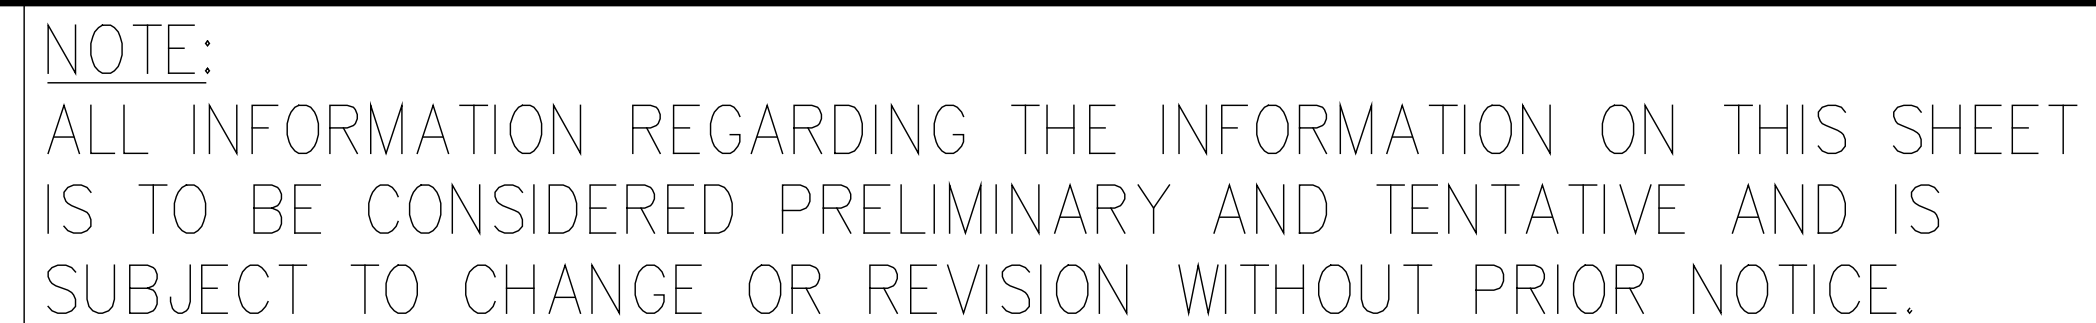 NOTE:
ALL INFORMATION REGARDING THE INFORMATION ON THIS SHEET
IS TO BE CONSIDERED PRELIMINARY AND TENTATIVE AND IS
SUBJECT TO CHANGE OR REVISION WITHOUT PRIOR NOTICE.